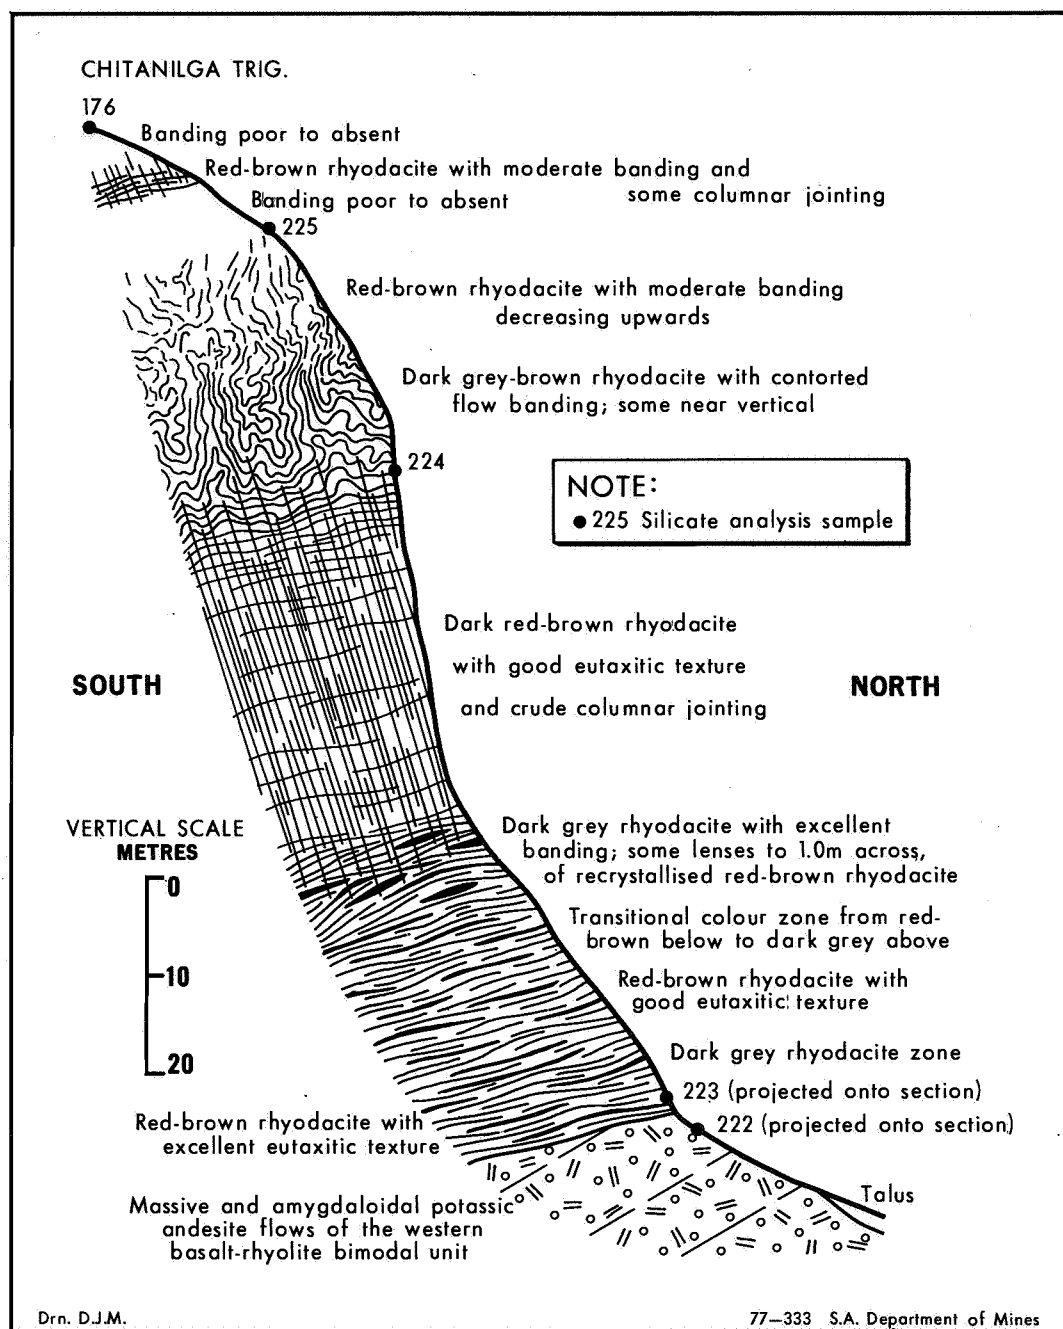 CHITANILGA TRIG.
176
Banding poor to absent
Red-brown rhyodacite with moderate banding and
some columnar jointing
Banding poor to absent
225
Red-brown rhyodacite with moderate banding
decreasing upwards
Dark grey-brown rhyodacite with contorted
flow banding; some near vertical
224
NOTE:
● 225 Silicate analysis sample
Dark red-brown rhyodacite
with good eutaxitic texture
and crude columnar jointing
SOUTH
NORTH
VERTICAL SCALE
METRES
0
10
20
Dark grey rhyodacite with excellent
banding; some lenses to 1.0m across,
of recrystallised red-brown rhyodacite
Transitional colour zone from red-
brown below to dark grey above
Red-brown rhyodacite with
good eutaxitic texture
Dark grey rhyodacite zone
223 (projected onto section)
222 (projected onto section)
Red-brown rhyodacite with
excellent eutaxitic texture
Talus
Massive and amygdaloidal potassic
andesite flows of the western
basalt-rhyolite bimodal unit
Drn. D.J.M.
77-333 S.A. Department of Mines